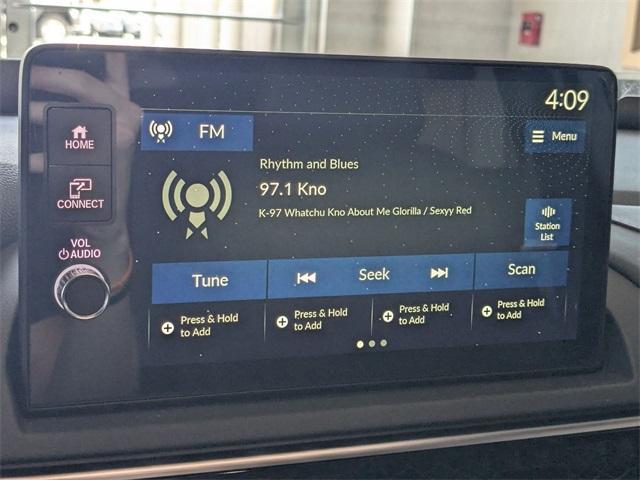 4:09
FM
Menu
HOME
Rhythm and Blues
97.1 Kno
K-97 Whatchu Kno About Me Glorilla / Sexyy Red
CONNECT
Station
List
VOL
AUDIO
Tune
Seek
Scan
Press & Hold
to Add
Press & Hold
to Add
Press & Hold
to Add
Press & Hold
to Add